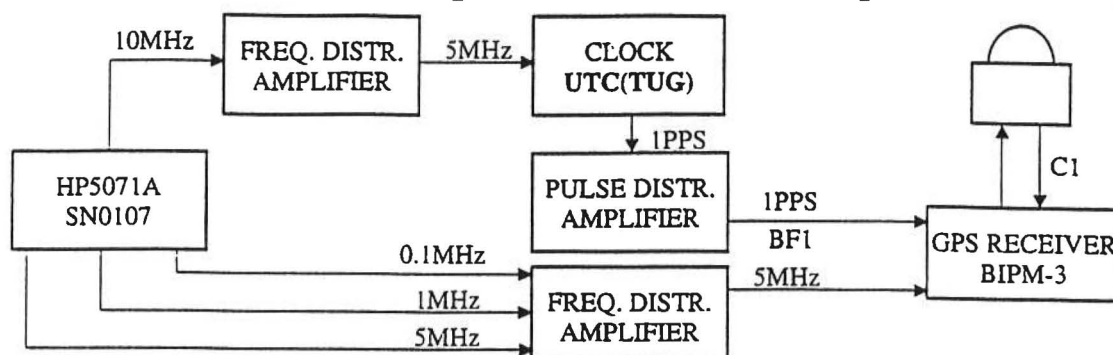 10MHz
FREQ. DISTR.
AMPLIFIER
5MHz
CLOCK
UTC(TUG)
1PPS
HP5071A
SN0107
PULSE DISTR.
AMPLIFIER
1PPS
BF1
C1
GPS RECEIVER
BIPM-3
0.1MHz
1MHz
5MHz
FREQ. DISTR.
AMPLIFIER
5MHz